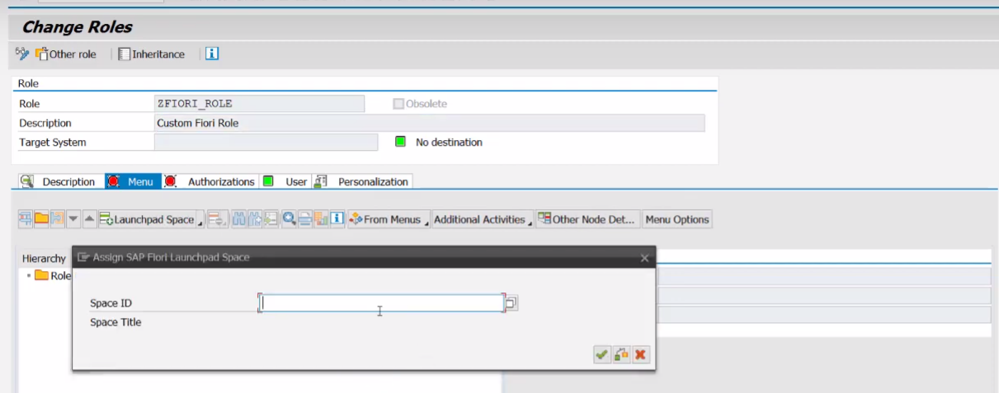 Change Roles
Other role Inheritance
Role
Role ZFIORI_ROLE Obsolete
Description Custom Fiori Role
Target System No destination
Description Menu Authorizations User Personalization
Launchpad Space From Menus Additional Activities Other Node Det... Menu Options
Hierarchy Assign SAP Fiori Launchpad Space
Role
Space ID
Space Title